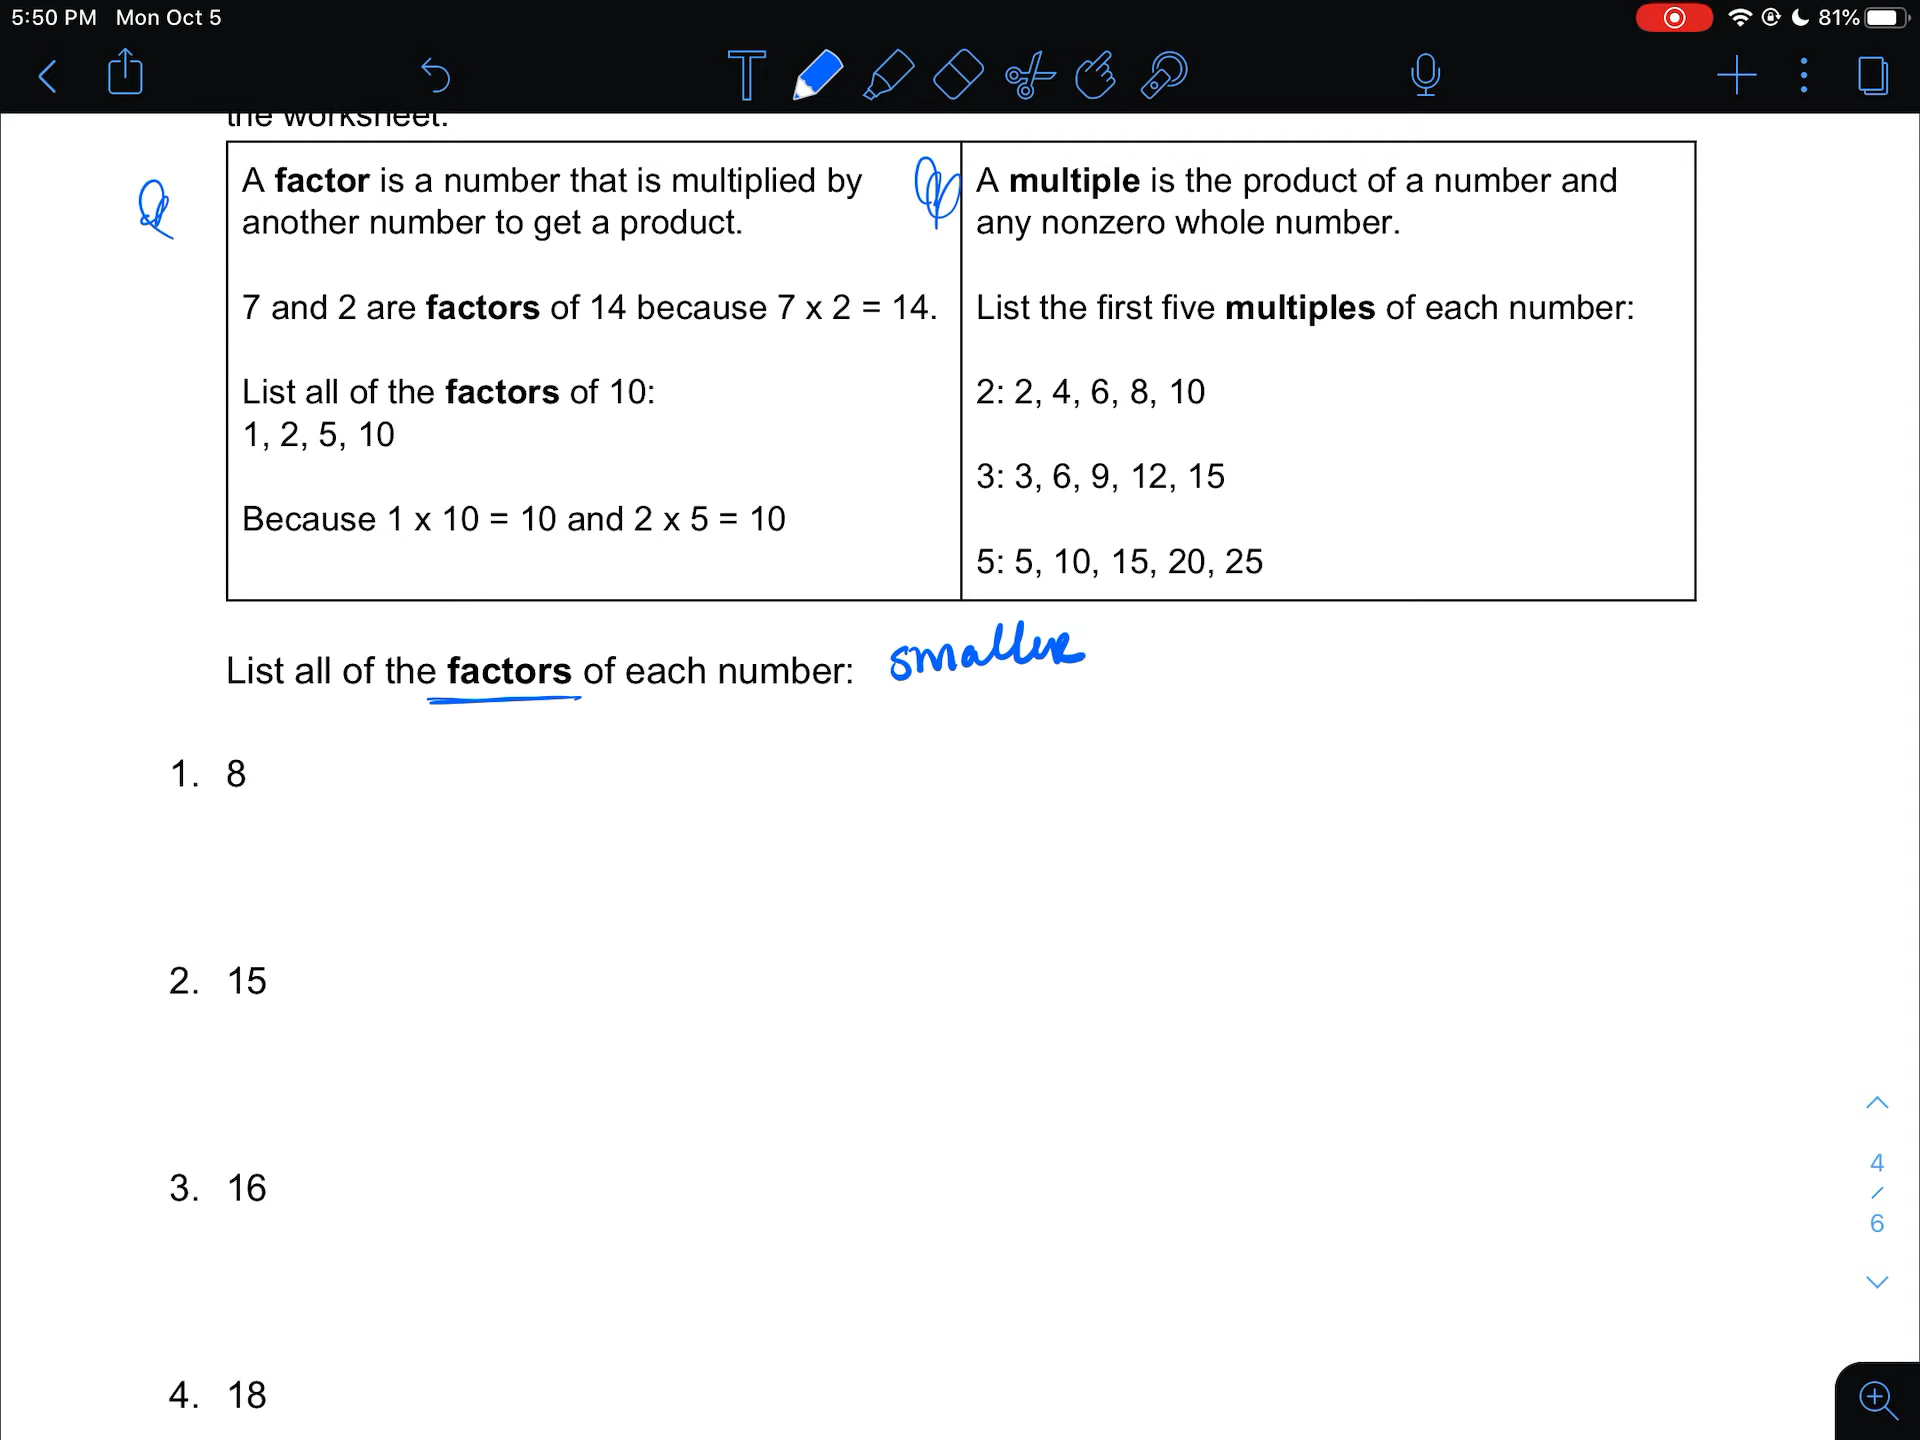 5:50 PM Mon Oct 5
81%
the worksheet.
A factor is a number that is multiplied by
another number to get a product.
7 and 2 are factors of 14 because 7 x 2 = 14.
List all of the factors of 10:
1, 2, 5, 10
Because 1 x 10 = 10 and 2 x 5 = 10
A multiple is the product of a number and
any nonzero whole number.
List the first five multiples of each number:
2: 2, 4, 6, 8, 10
3: 3, 6, 9, 12, 15
5: 5, 10, 15, 20, 25
List all of the factors of each number: smaller
1. 8
2. 15
3. 16
4. 18
4
/
6